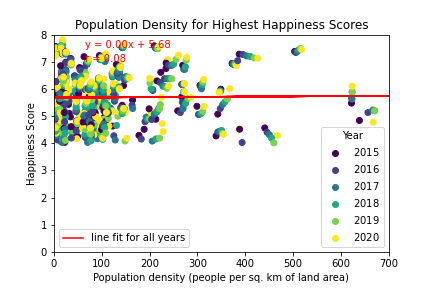 Population Density for Highest Happiness Scores
y = 0.00x + 5.68
r = 0.08
8
7
6
5
4
3
2
1
0
Happiness Score
Year
2015
2016
2017
2018
2019
2020
line fit for all years
0 100 200 300 400 500 600 700
Population density (people per sq. km of land area)